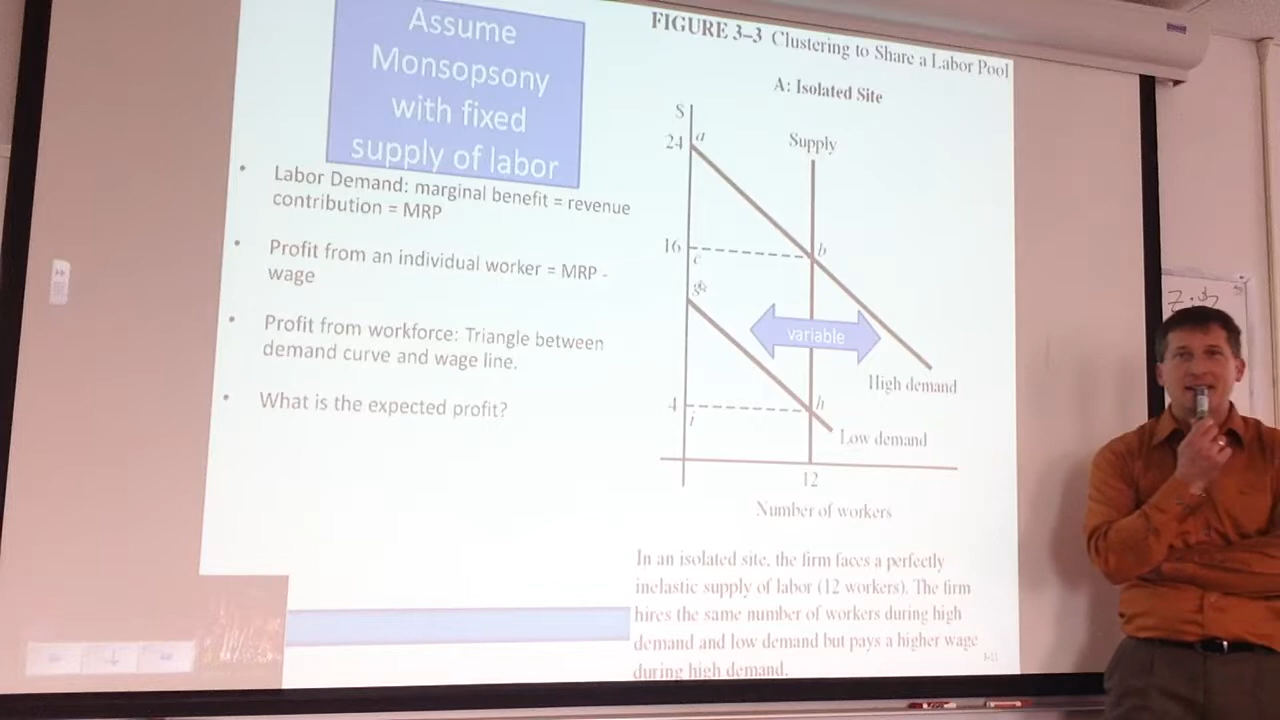 Assume
Monsopsony
with fixed
supply of labor
• Labor Demand: marginal benefit = revenue
contribution = MRP
• Profit from an individual worker = MRP -
wage
• Profit from workforce: Triangle between
demand curve and wage line.
• What is the expected profit?
FIGURE 3–3 Clustering to Share a Labor Pool
A: Isolated Site
$
24
a
Supply
16
c
b
g
variable
High demand
4
i
h
Low demand
12
Number of workers
In an isolated site, the firm faces a perfectly
inelastic supply of labor (12 workers). The firm
hires the same number of workers during high
demand and low demand but pays a higher wage
during high demand.